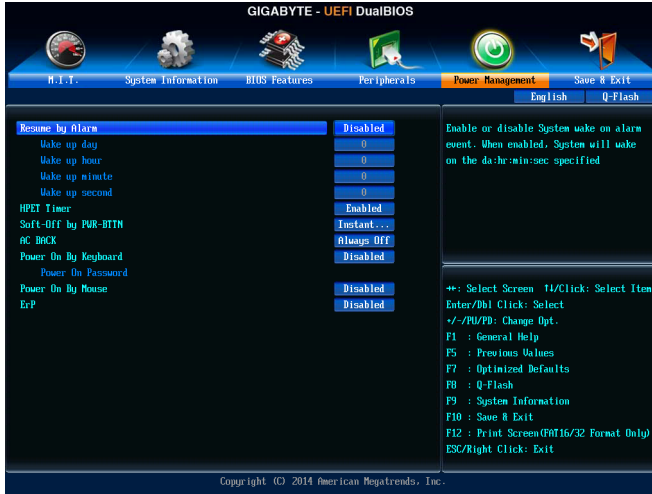 GIGABYTE - UEFI DualBIOS
M.I.T. System Information BIOS Features Peripherals Power Management Save & Exit
English Q-Flash
Resume by Alarm Disabled
Wake up day 0
Wake up hour 0
Wake up minute 0
Wake up second 0
HPET Timer Enabled
Soft-Off by PWR-BTTN Instant...
AC BACK Always Off
Power On By Keyboard Disabled
Power On Password
Power On By Mouse Disabled
ErP Disabled
Enable or disable System wake on alarm
event. When enabled, System will wake
on the da:hr:min:sec specified
→←: Select Screen ↑↓/Click: Select Item
Enter/Dbl Click: Select
+/-/PU/PD: Change Opt.
F1 : General Help
F5 : Previous Values
F7 : Optimized Defaults
F8 : Q-Flash
F9 : System Information
F10 : Save & Exit
F12 : Print Screen(FAT16/32 Format Only)
ESC/Right Click: Exit
Copyright (C) 2014 American Megatrends, Inc.